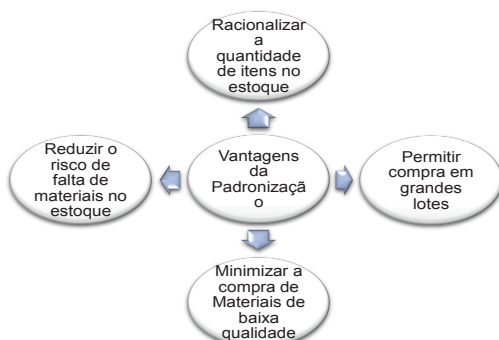 Racionalizar
a
quantidade
de itens no
estoque
Reduzir o
risco de
falta de
materiais no
estoque
Vantagens
da
Padronizaçã
o
Permitir
compra em
grandes
lotes
Minimizar a
compra de
Materiais de
baixa
qualidade